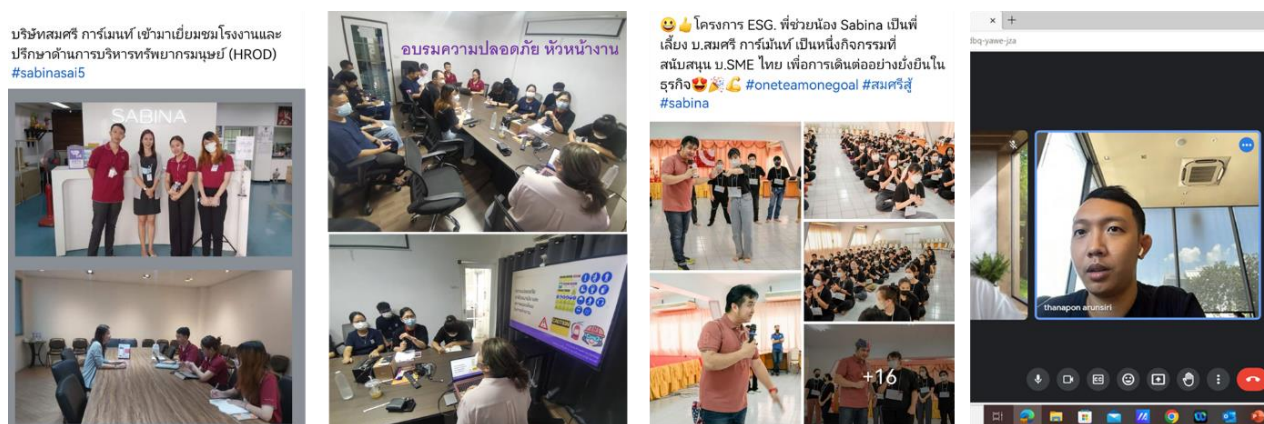 บริษัทสมศรี การ์เมนท์ เข้ามาเยี่ยมชมโรงงานและ
ปรึกษาด้านการบริหารทรัพยากรมนุษย์ (HROD)
#sabinasai5
SABINA
อบรมความปลอดภัย หัวหน้างาน
😀👍โครงการ ESG. พี่ช่วยน้อง Sabina เป็นพี่
เลี้ยง บ.สมศรี การ์เม้นท์ เป็นหนึ่งกิจกรรมที่
สนับสนุน บ.SME ไทย เพื่อการเดินต่ออย่างยั่งยืนใน
ธุรกิจ🤩🎉💪 #oneteamonegoal #สมศรีสู้
#sabina
+16
dbq-yawe-jza
thanapon arunsiri